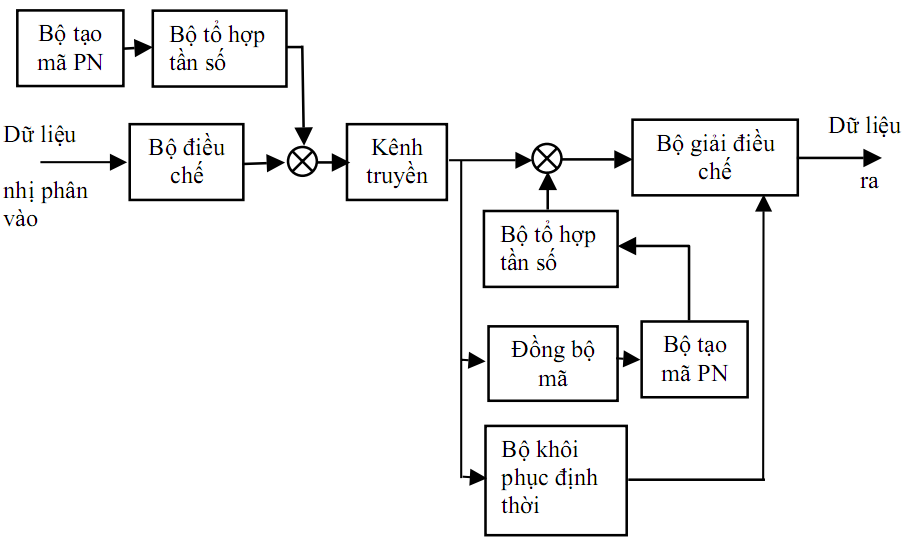 Bộ tạo
mã PN
Bộ tổ hợp
tần số
Dữ liệu
nhị phân
vào
Bộ điều
chế
Kênh
truyền
Bộ giải điều
chế
Dữ liệu
ra
Bộ tổ hợp
tần số
Đồng bộ
mã
Bộ tạo
mã PN
Bộ khôi
phục định
thời